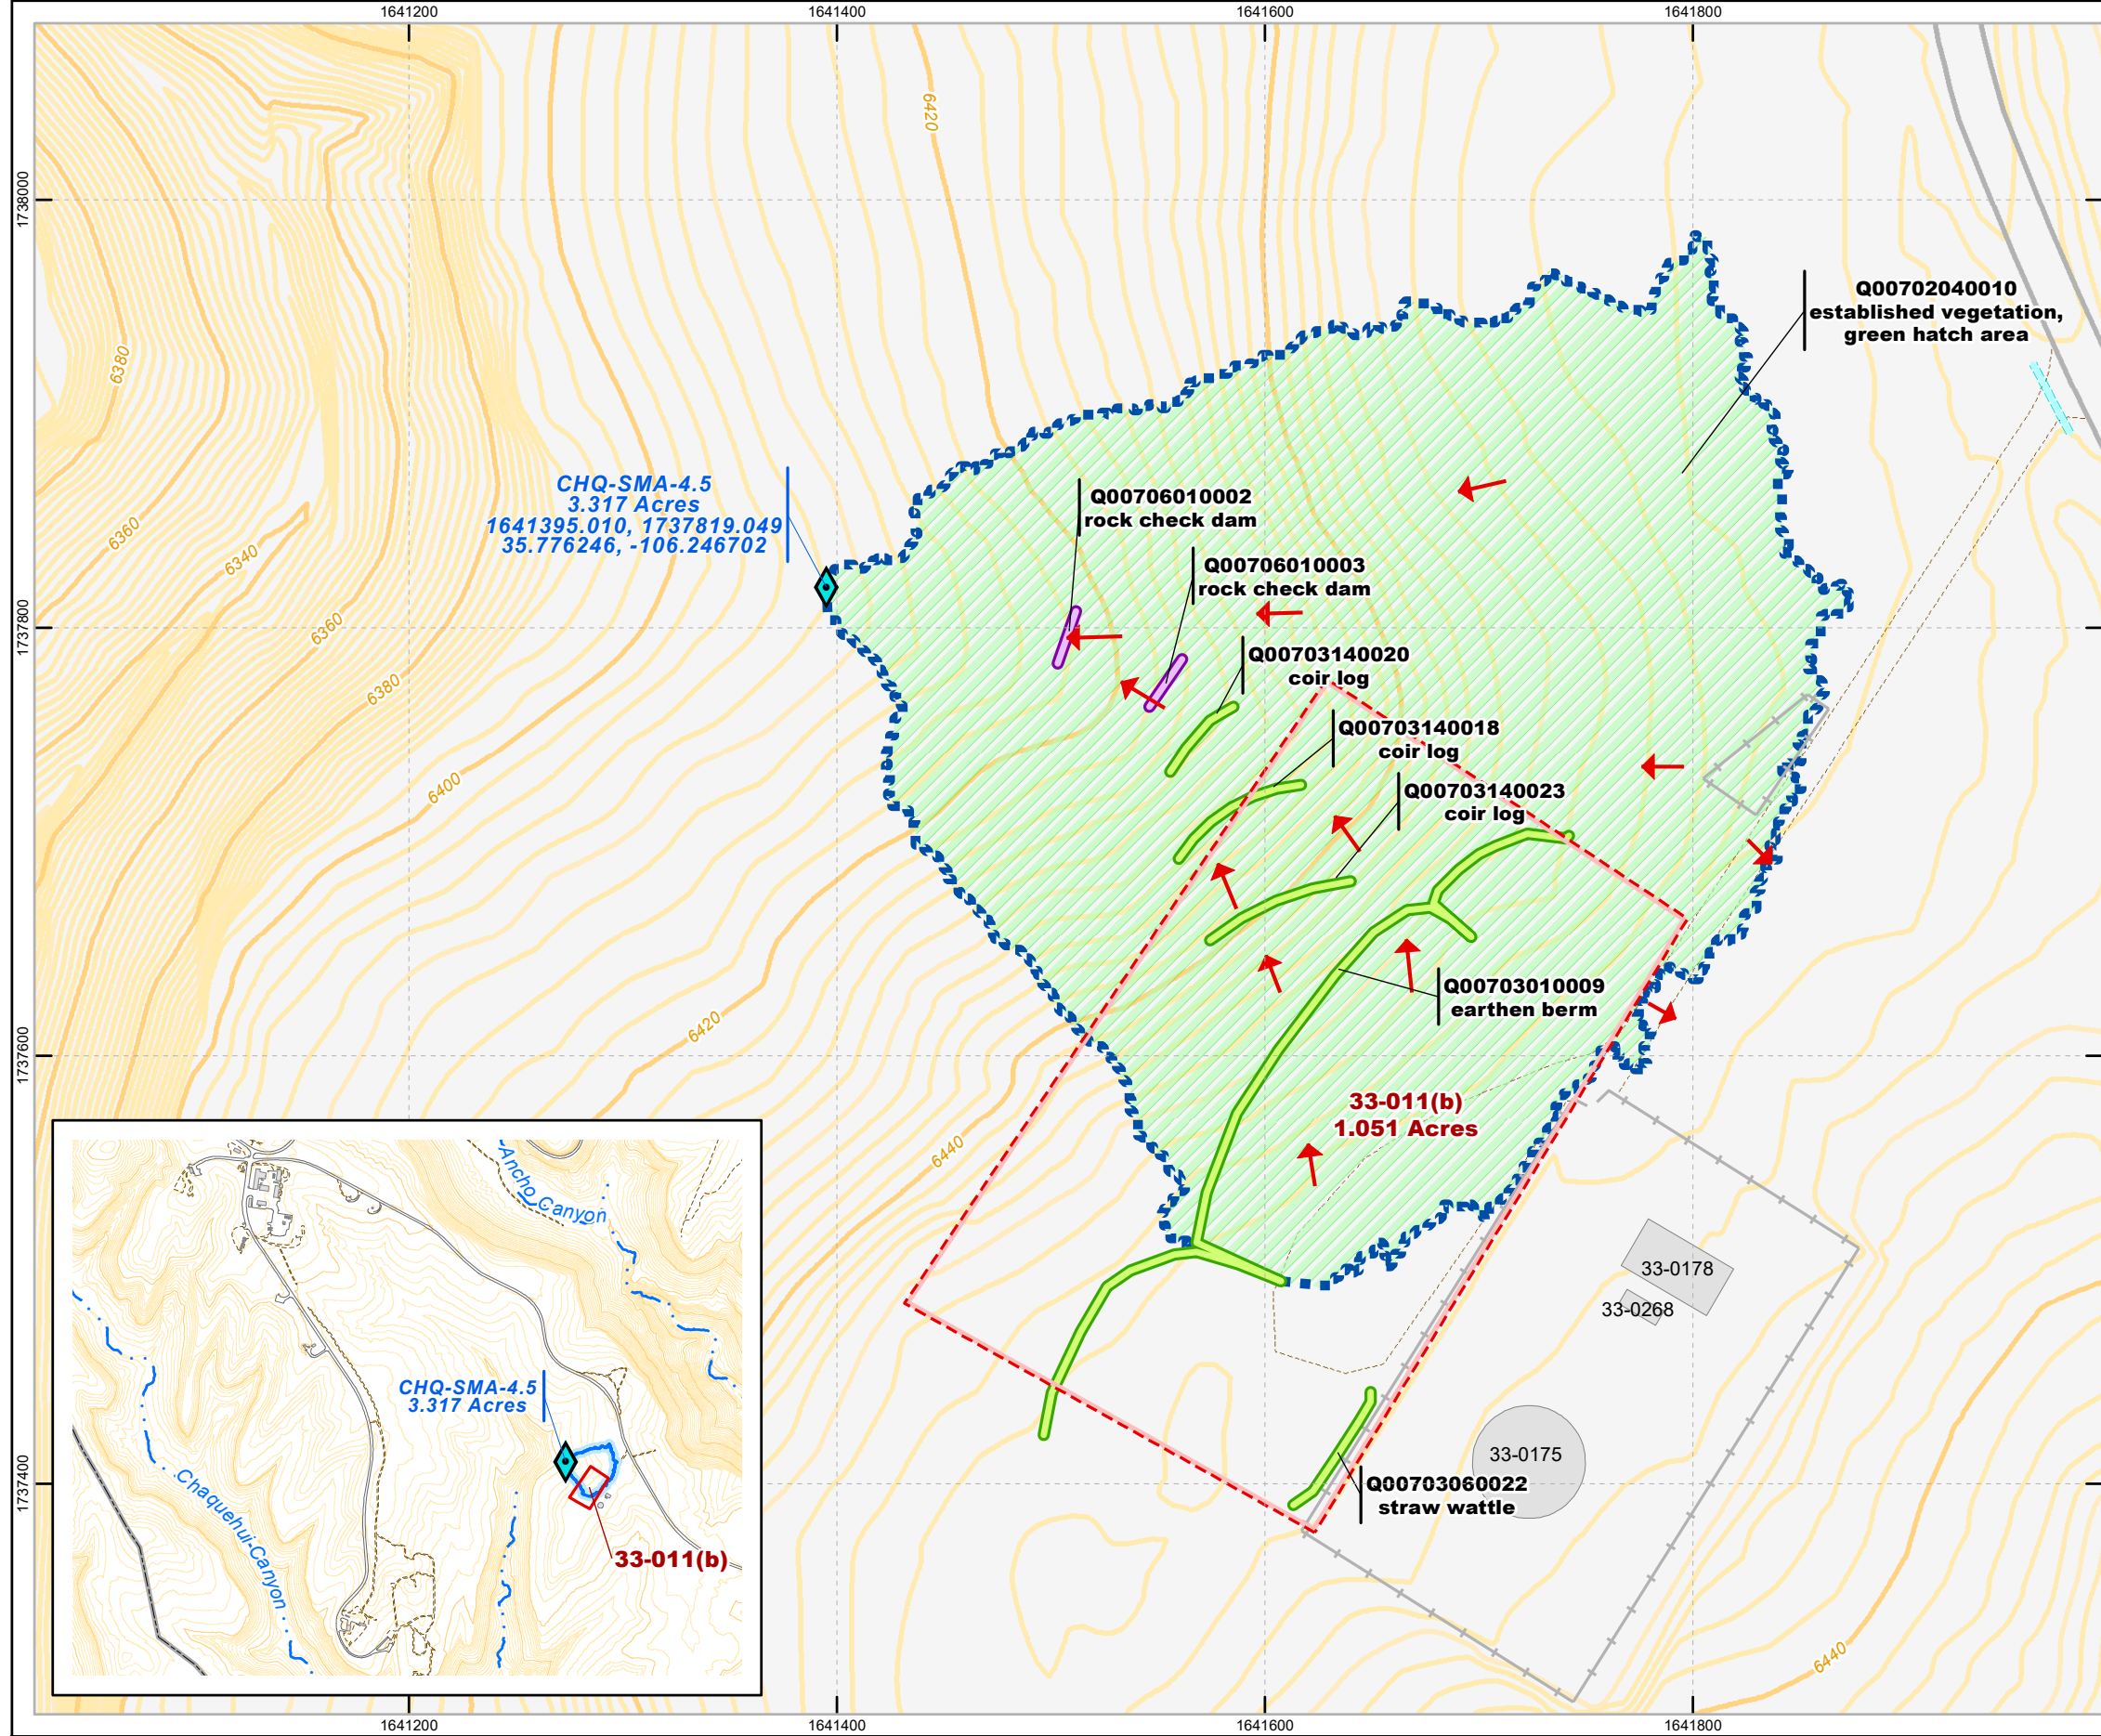 1641200
1641400
1641600
1641800
1738000
1737800
1737600
1737400
6420
6380
6360
6340
6360
6380
6400
6420
6440
6440
Q00702040010
established vegetation,
green hatch area
CHQ-SMA-4.5
3.317 Acres
1641395.010, 1737819.049
35.776246, -106.246702
Q00706010002
rock check dam
Q00706010003
rock check dam
Q00703140020
coir log
Q00703140018
coir log
Q00703140023
coir log
Q00703010009
earthen berm
33-011(b)
1.051 Acres
33-0178
33-0268
33-0175
Q00703060022
straw wattle
Ancho Canyon
CHQ-SMA-4.5
3.317 Acres
Chaquehui Canyon
33-011(b)
1641200
1641400
1641600
1641800